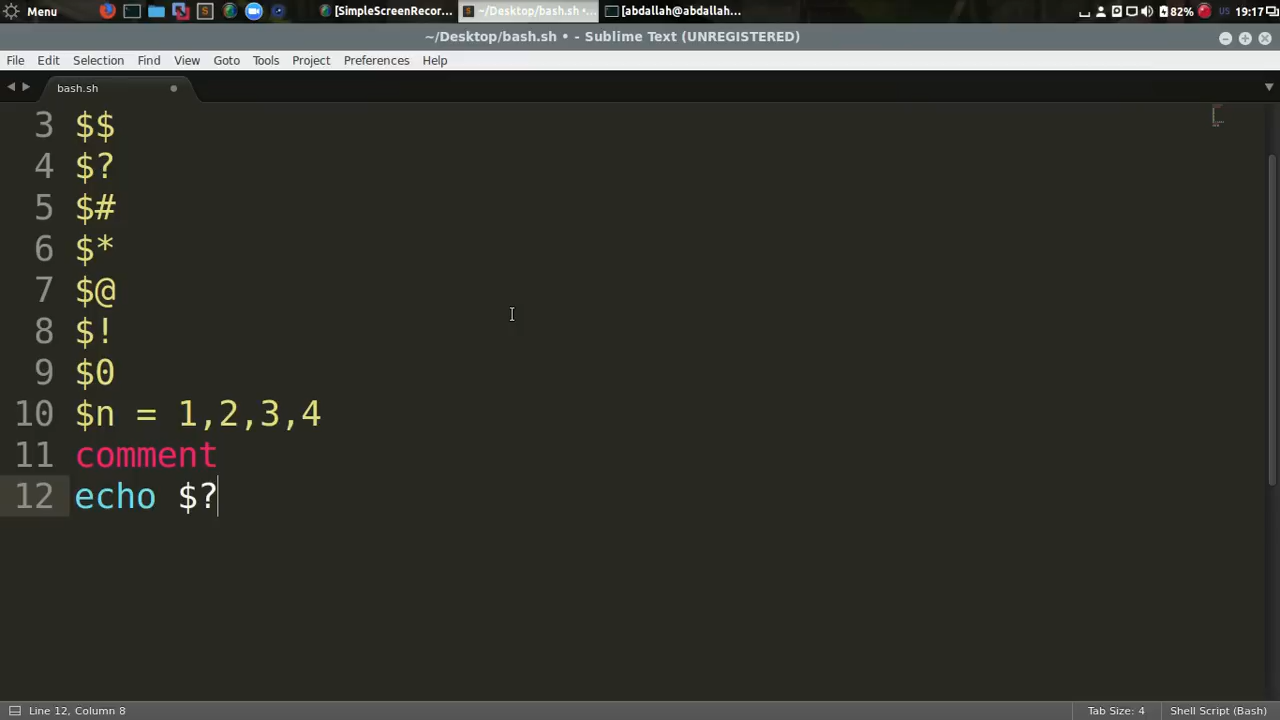 Menu
[SimpleScreenRecor...
~/Desktop/bash.sh •...
[abdallah@abdallah...
82%
US
19:17
~/Desktop/bash.sh • - Sublime Text (UNREGISTERED)
File Edit Selection Find View Goto Tools Project Preferences Help
bash.sh
3 $$
4 $?
5 $#
6 $*
7 $@
8 $!
9 $0
10 $n = 1,2,3,4
11 comment
12 echo $?
Line 12, Column 8
Tab Size: 4
Shell Script (Bash)